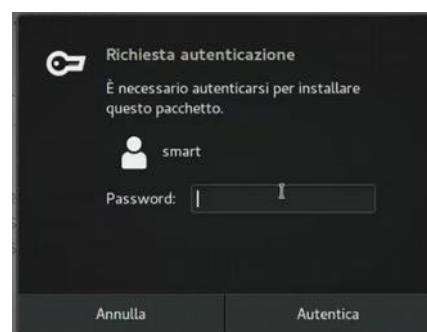 Richiesta autenticazione
È necessario autenticarsi per installare
questo pacchetto.
smart
Password:
Annulla
Autentica